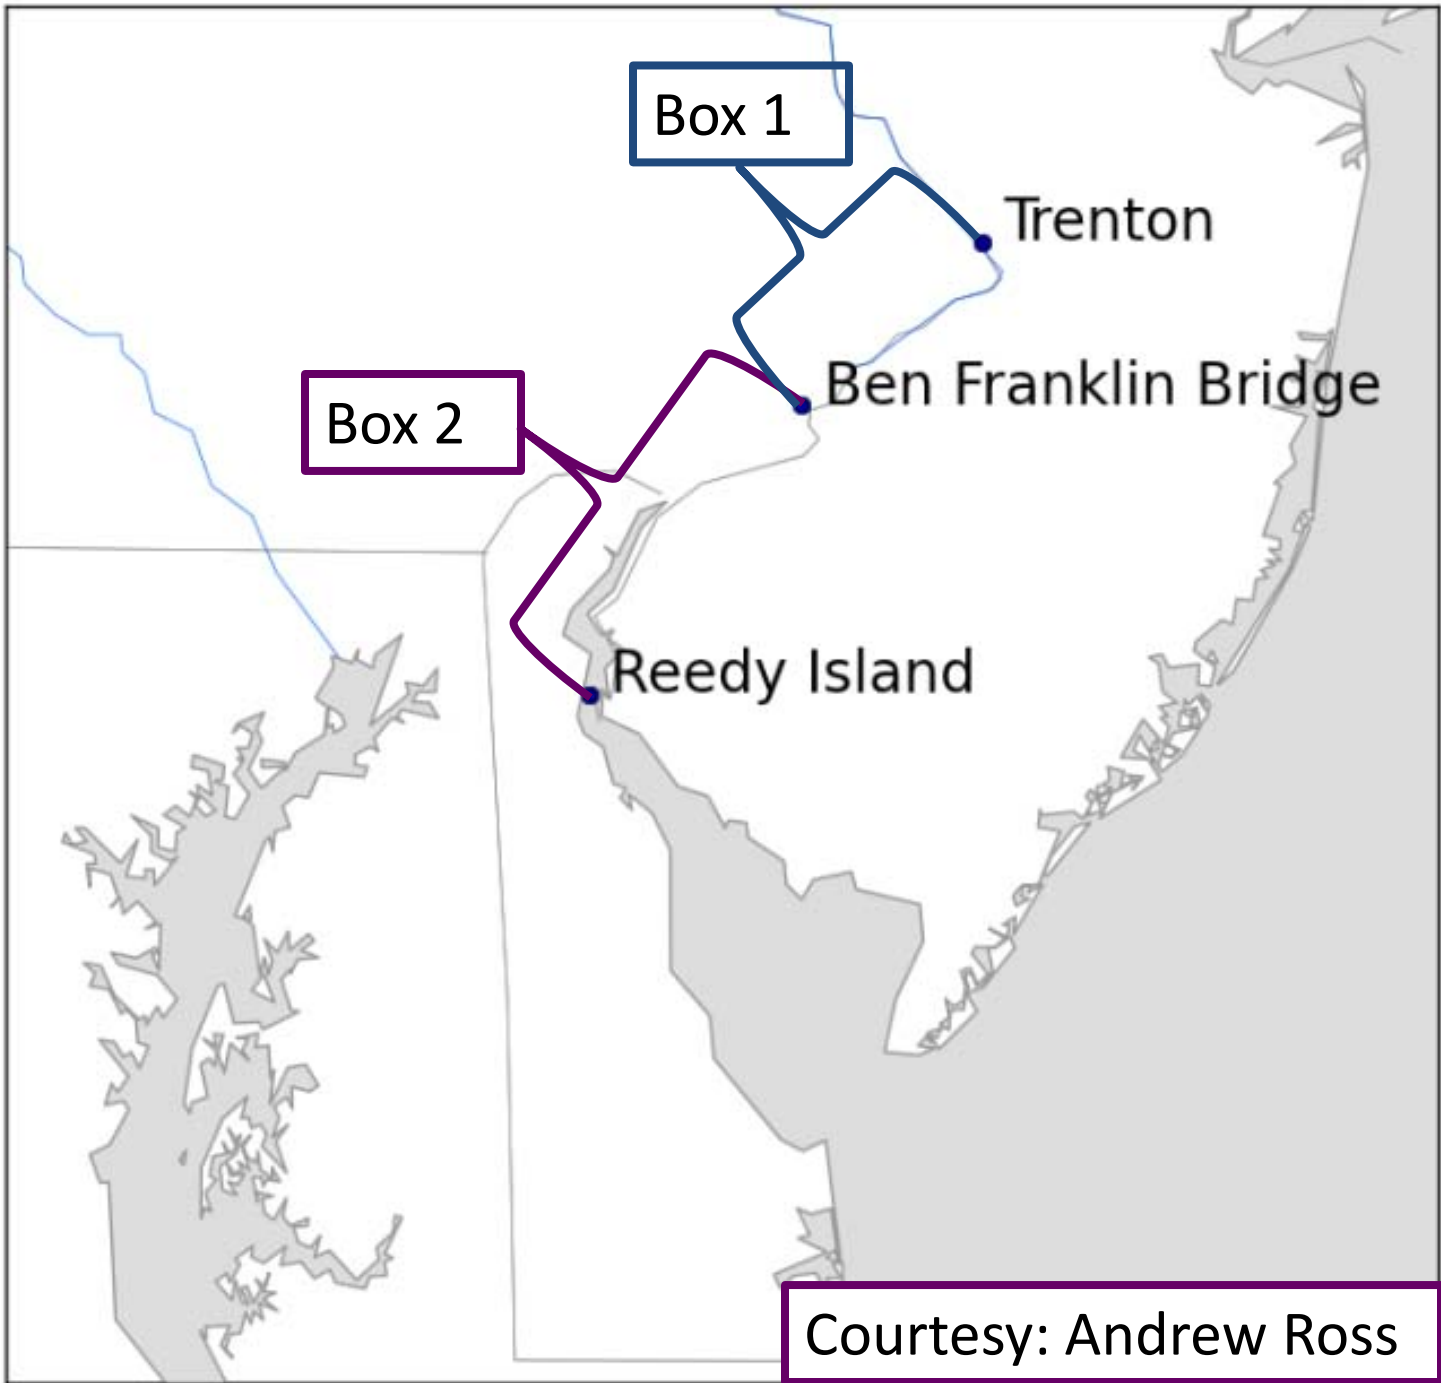 Box 1
Trenton
Ben Franklin Bridge
Box 2
Reedy Island
Courtesy: Andrew Ross